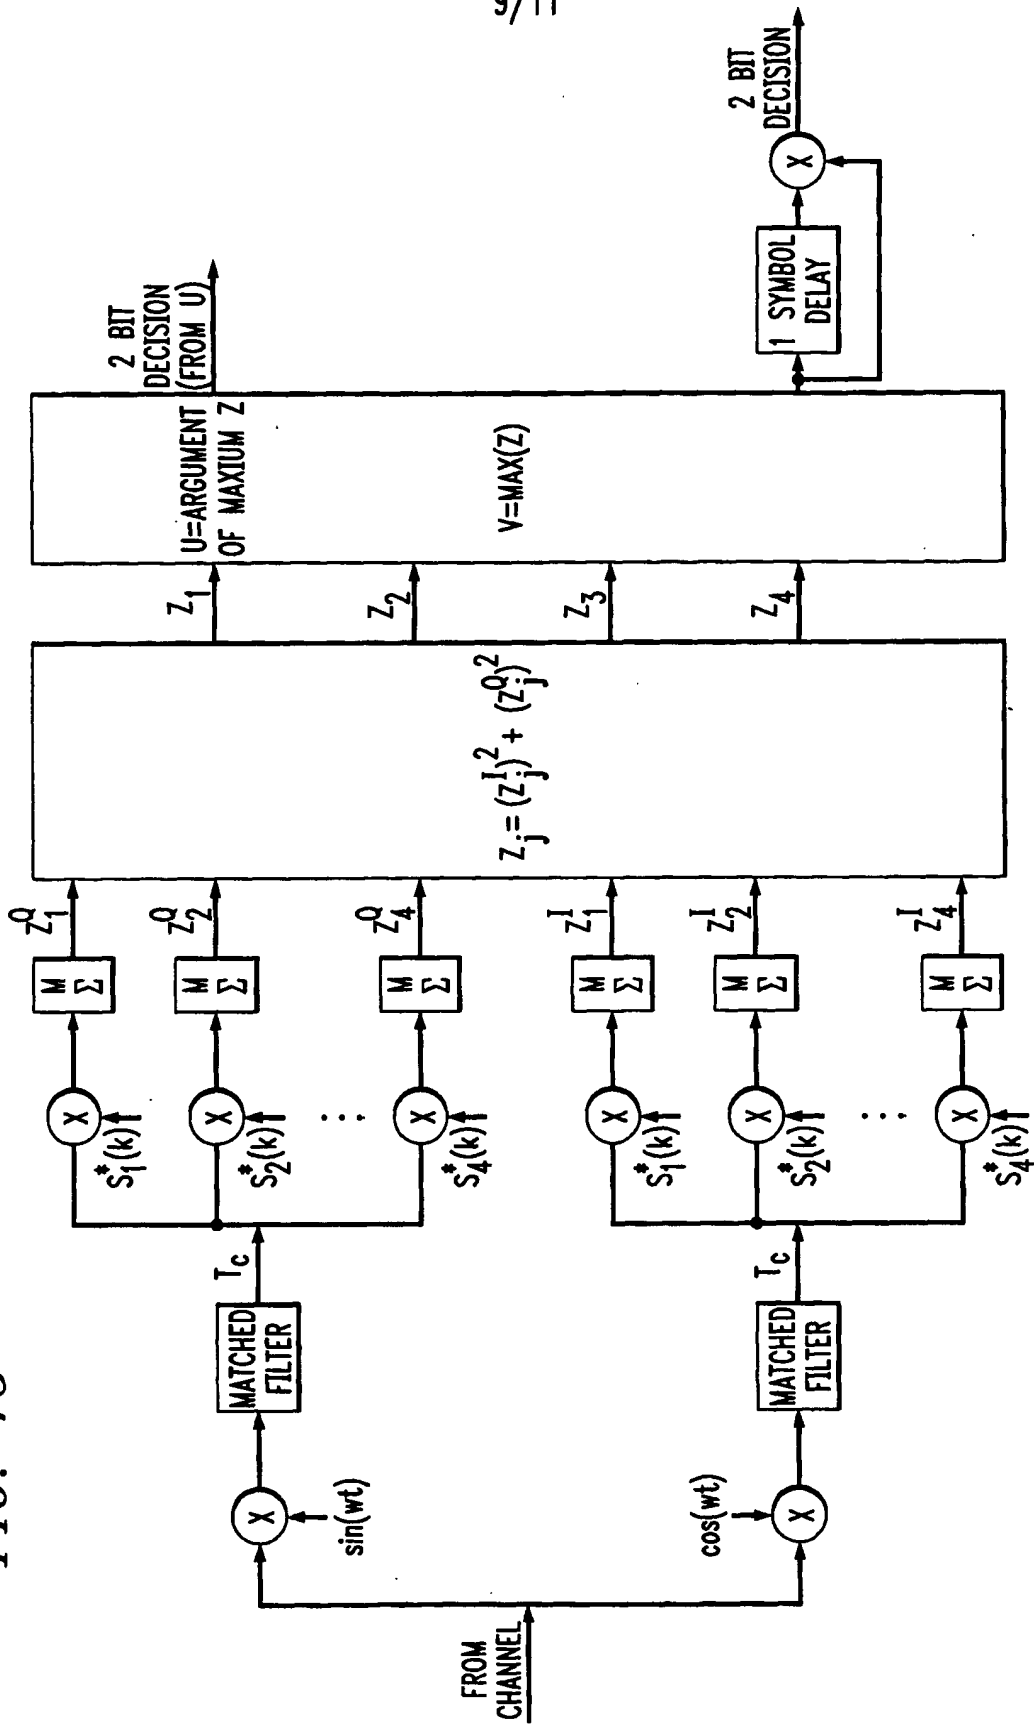 9/11
FROM
CHANNEL
sin(wt)
cos(wt)
X
X
MATCHED
FILTER
MATCHED
FILTER
T_c
T_c
X
S*_1(k)
X
S*_2(k)
...
X
S*_4(k)
X
S*_1(k)
X
S*_2(k)
...
X
S*_4(k)
M
Σ
M
Σ
M
Σ
M
Σ
M
Σ
M
Σ
Z^Q_1
Z^Q_2
Z^Q_4
Z^I_1
Z^I_2
Z^I_4
Z_j=(Z^I_j)^2 + (Z^Q_j)^2
Z_1
Z_2
Z_3
Z_4
U=ARGUMENT
OF MAXIUM Z
V=MAX(Z)
2 BIT
DECISION
(FROM U)
1 SYMBOL
DELAY
X
2 BIT
DECISION